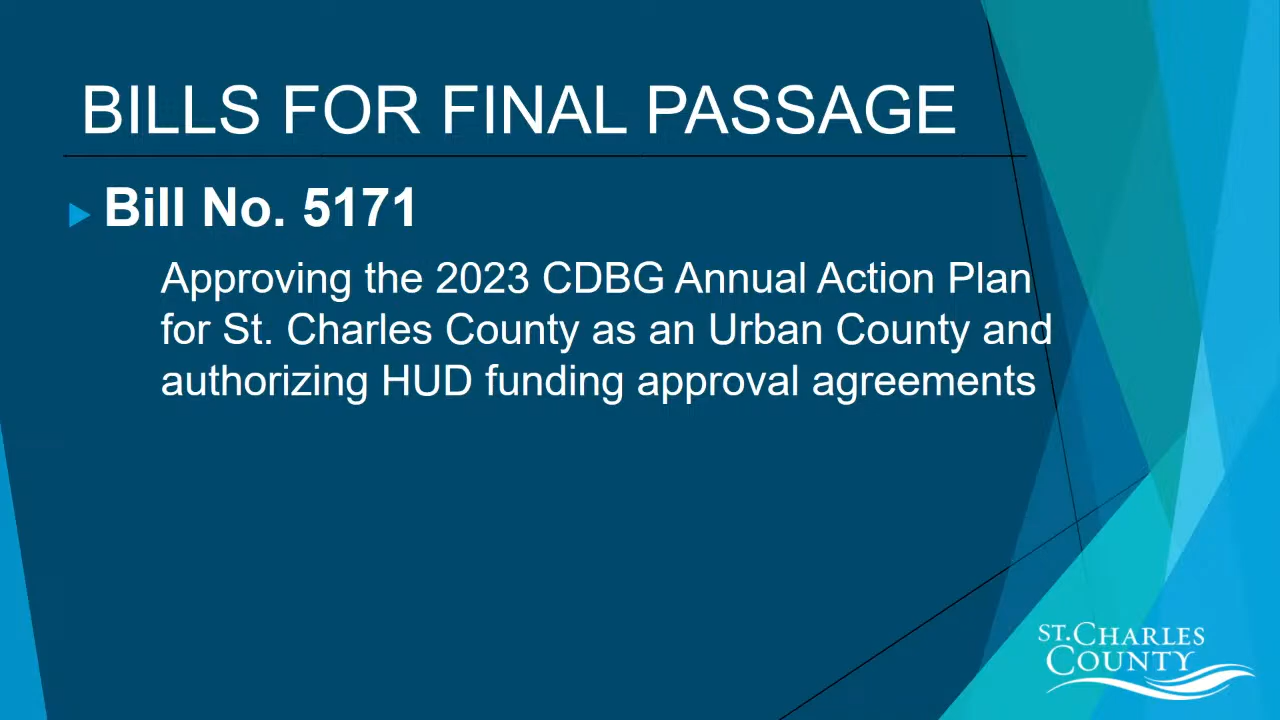 BILLS FOR FINAL PASSAGE
Bill No. 5171
Approving the 2023 CDBG Annual Action Plan
for St. Charles County as an Urban County and
authorizing HUD funding approval agreements
ST. CHARLES
COUNTY